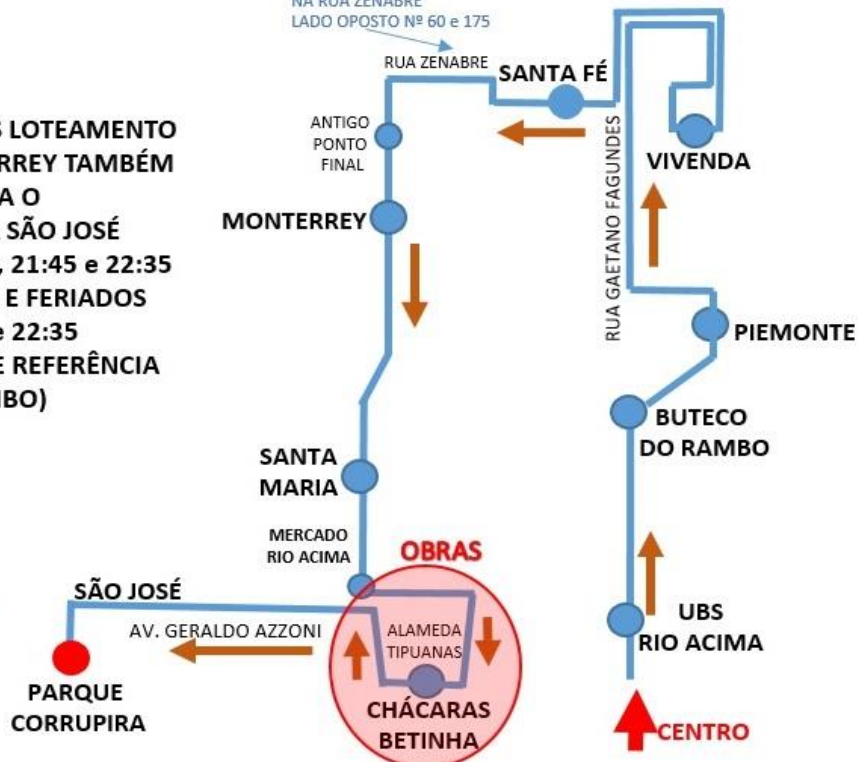 NA RUA ZENABRE
LADO OPOSTO Nº 60 e 175
RUA ZENABRE
SANTA FÉ
ANTIGO
PONTO
FINAL
MONTERREY
VIVENDA
RUA GAETANO FAGUNDES
LOTEAMENTO
TAMBÉM
A O
SÃO JOSÉ
, 21:45 e 22:35
E FERIADOS
e 22:35
E REFERÊNCIA
PIEMONTE
BUTECO
DO RAMBO
SANTA
MARIA
MERCADO
RIO ACIMA
OBRAS
SÃO JOSÉ
AV. GERALDO AZZONI
ALAMEDA
TIPUANAS
UBS
RIO ACIMA
PARQUE
CORRUPIRA
CHÁCARAS
BETINHA
CENTRO